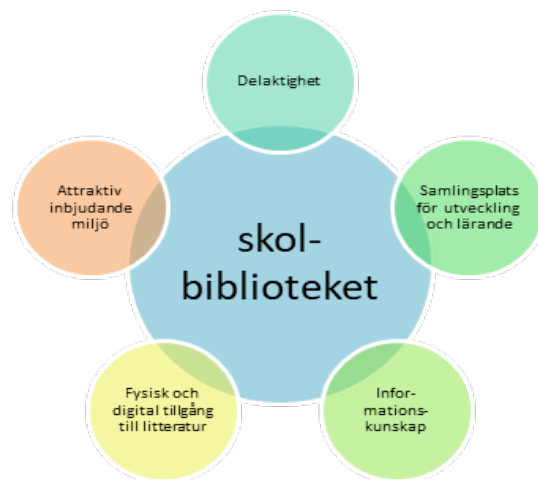 Delaktighet
Attraktiv
inbjudande
miljö
Samlingsplats
för utveckling
och lärande
skol-
biblioteket
Fysisk och
digital tillgång
till litteratur
Infor-
mations-
kunskap